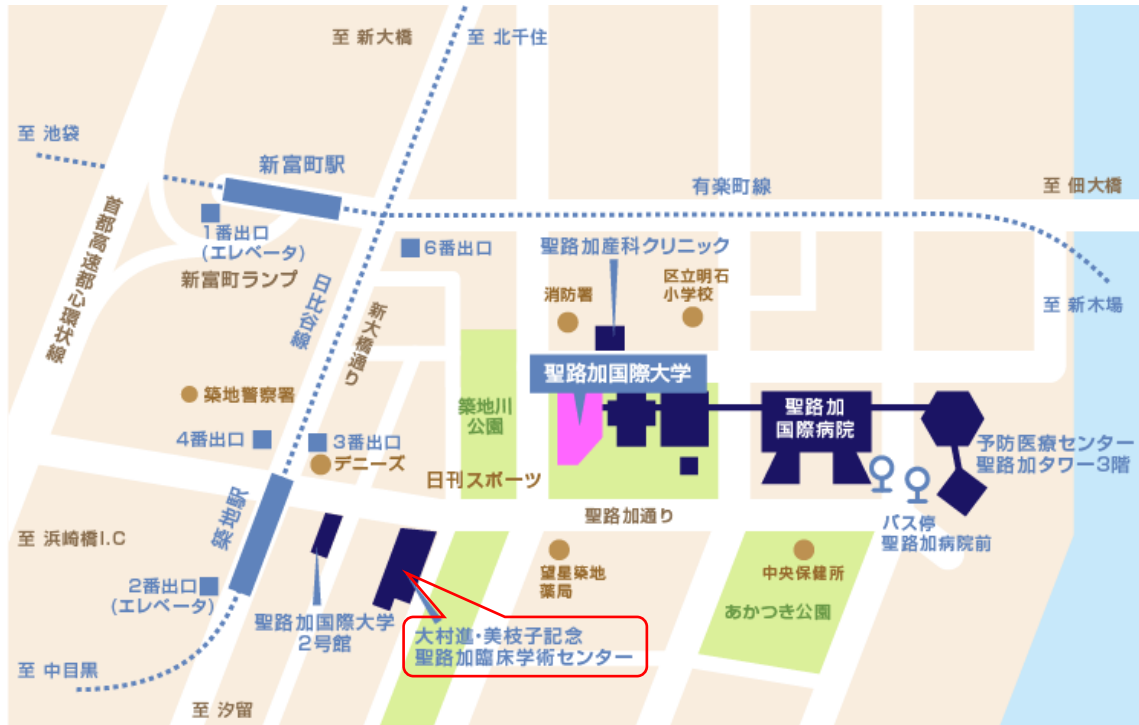 至 新大橋
至 北千住
至 池袋
新富町駅
有楽町線
至 佃大橋
1番出口
(エレベータ)
6番出口
聖路加産科クリニック
新富町ランプ
首都高速都心環状線
日比谷線
新大橋通り
消防署
区立明石
小学校
至 新木場
聖路加国際大学
築地警察署
築地川
公園
聖路加
国際病院
4番出口
3番出口
デニーズ
予防医療センター
聖路加タワー3階
日刊スポーツ
築地駅
聖路加通り
バス停
聖路加病院前
至 浜崎橋I.C
2番出口
(エレベータ)
望星築地
薬局
中央保健所
あかつき公園
聖路加国際大学
2号館
大村進・美枝子記念
聖路加臨床学術センター
至 中目黒
至 汐留